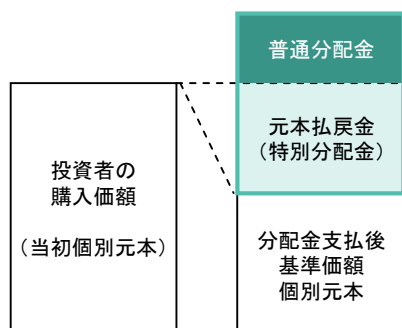 普通分配金
元本払戻金
（特別分配金）
投資者の
購入価額
（当初個別元本）
分配金支払後
基準価額
個別元本